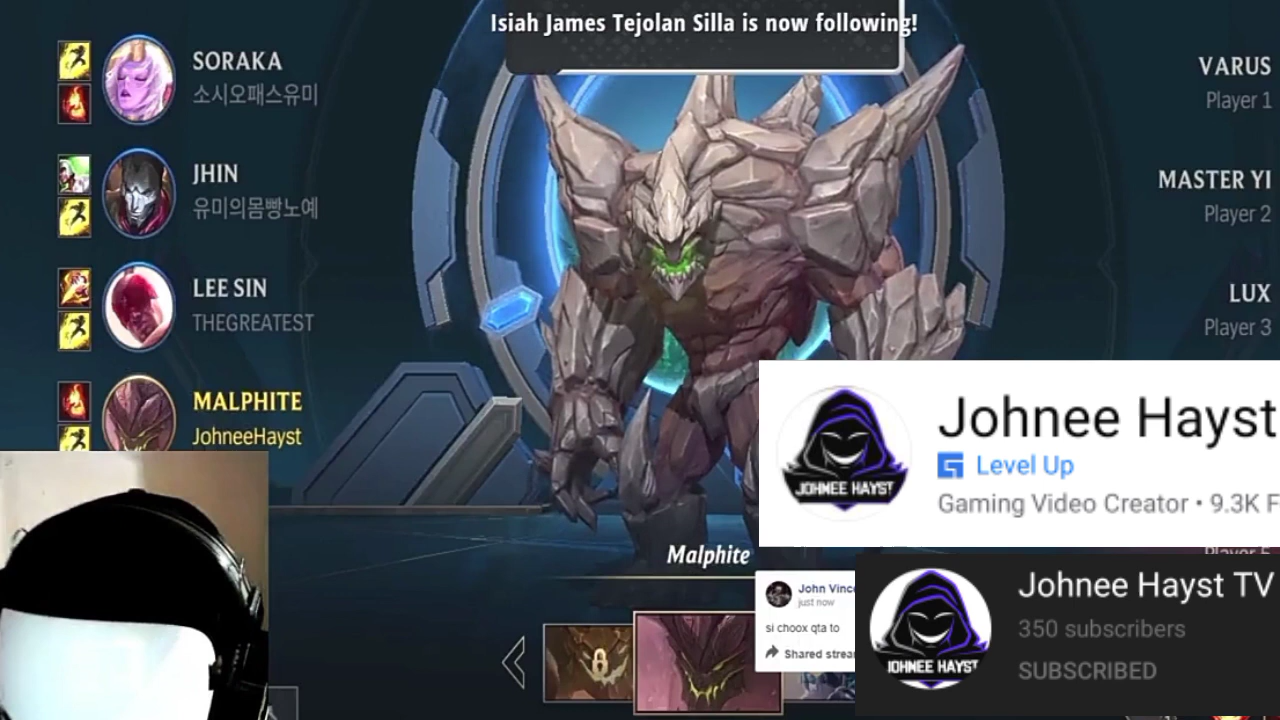 Isiah James Tejolan Silla is now following!
SORAKA
소시오패스유미
JHIN
유미의몸빵노예
LEE SIN
THEGREATEST
MALPHITE
JohneeHayst
VARUS
Player 1
MASTER YI
Player 2
LUX
Player 3
JOHNEE HAYST
Johnee Hayst
Level Up
Gaming Video Creator • 9.3K F
Player 5
Malphite
John Vince
just now
si choox qta to
Shared strea
JOHNEE HAYST
Johnee Hayst TV
350 subscribers
SUBSCRIBED